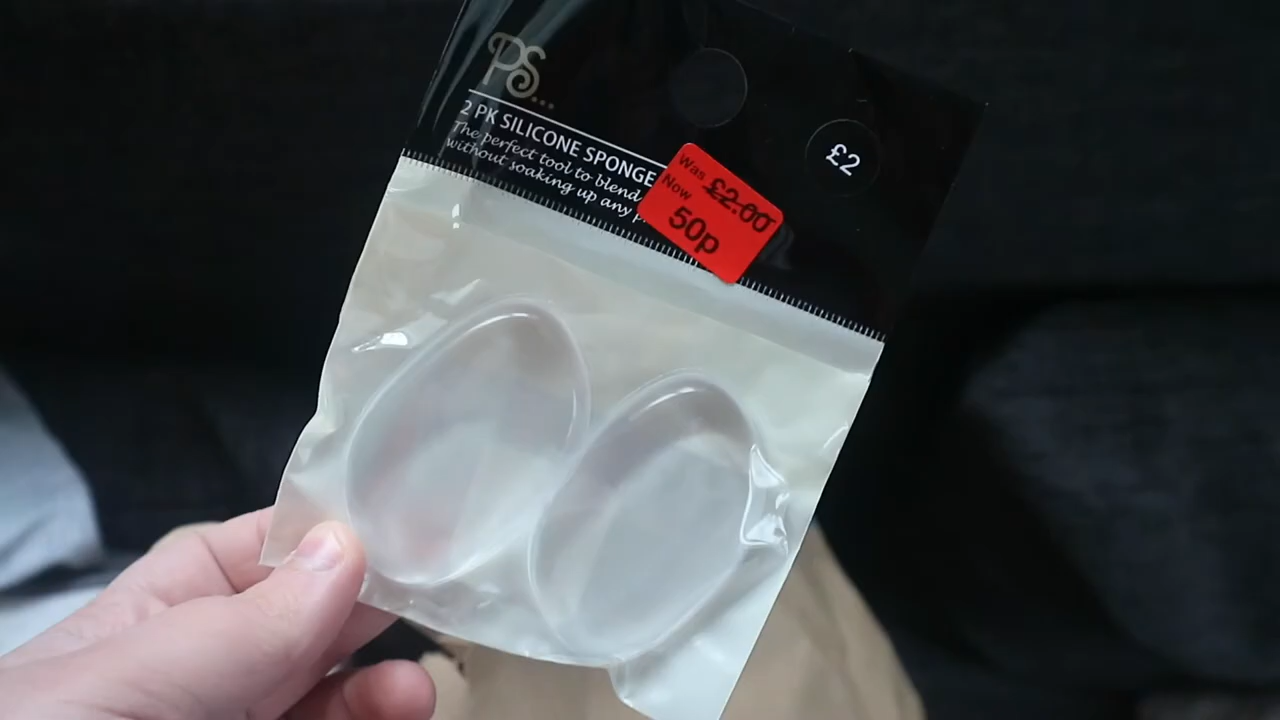 PS...
2 PK SILICONE SPONGE
The perfect tool to blend
without soaking up any
£2
Was £2.00
Now
50p